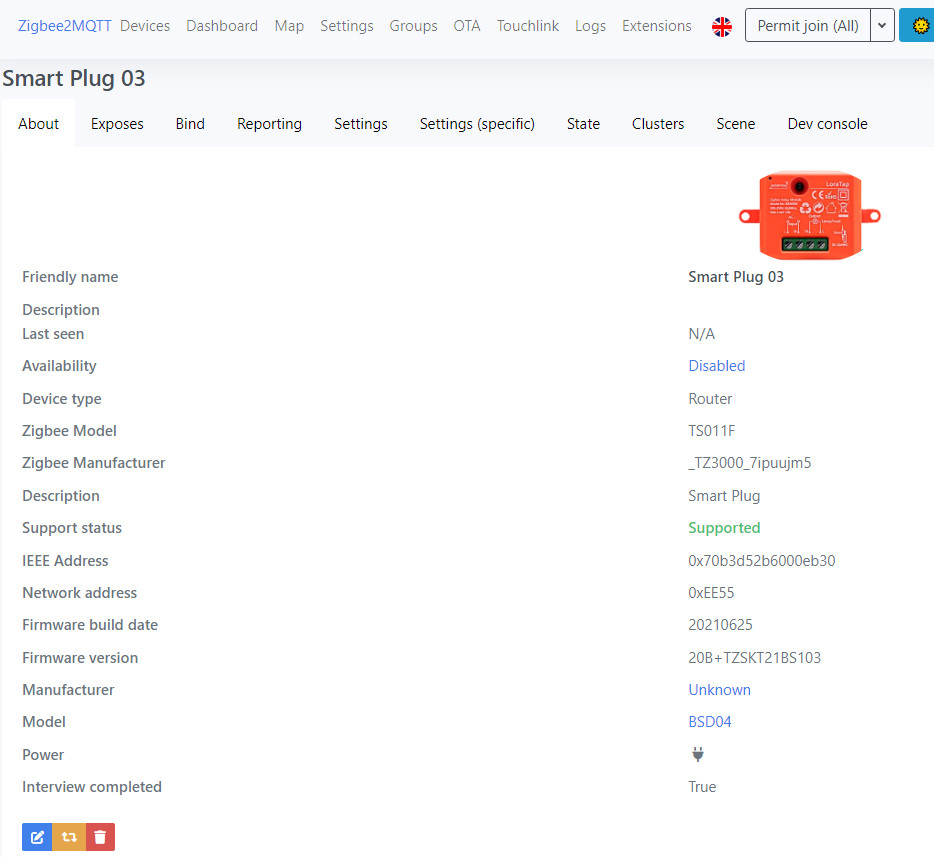 Zigbee2MQTT Devices Dashboard Map Settings Groups OTA Touchlink Logs Extensions Permit join (All)
Smart Plug 03
About Exposes Bind Reporting Settings Settings (specific) State Clusters Scene Dev console
LoraTap
Friendly name Smart Plug 03
Description
Last seen N/A
Availability Disabled
Device type Router
Zigbee Model TS011F
Zigbee Manufacturer _TZ3000_7ipuujm5
Description Smart Plug
Support status Supported
IEEE Address 0x70b3d52b6000eb30
Network address 0xEE55
Firmware build date 20210625
Firmware version 20B+TZSKT21BS103
Manufacturer Unknown
Model BSD04
Power
Interview completed True